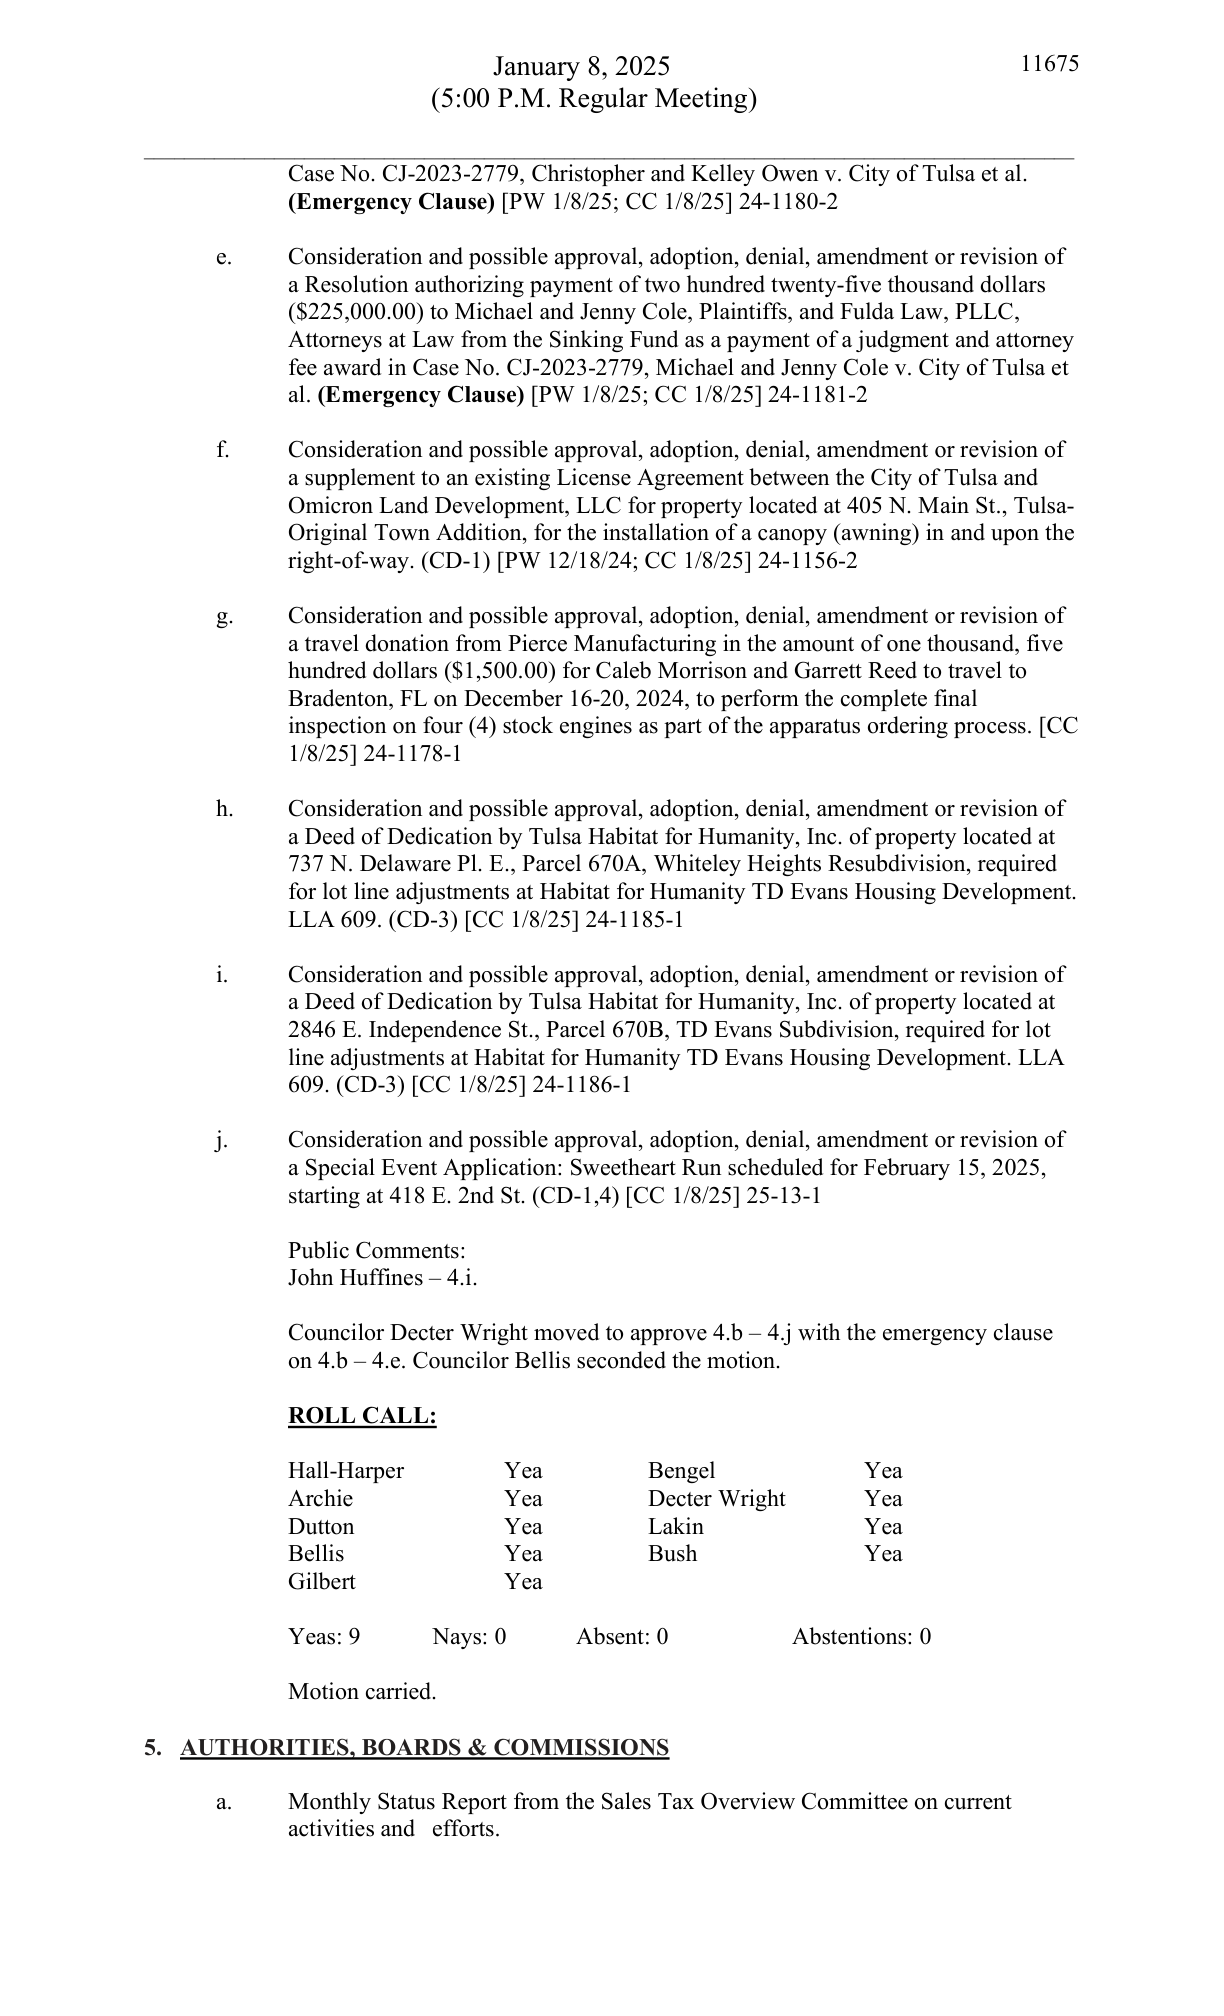 January 8, 2025
11675
(5:00 P.M. Regular Meeting)
Case No. CJ-2023-2779, Christopher and Kelley Owen v. City of Tulsa et al.
(Emergency Clause) [PW 1/8/25; CC 1/8/25] 24-1180-2
e. Consideration and possible approval, adoption, denial, amendment or revision of
a Resolution authorizing payment of two hundred twenty-five thousand dollars
($225,000.00) to Michael and Jenny Cole, Plaintiffs, and Fulda Law, PLLC,
Attorneys at Law from the Sinking Fund as a payment of a judgment and attorney
fee award in Case No. CJ-2023-2779, Michael and Jenny Cole v. City of Tulsa et
al. (Emergency Clause) [PW 1/8/25; CC 1/8/25] 24-1181-2
f. Consideration and possible approval, adoption, denial, amendment or revision of
a supplement to an existing License Agreement between the City of Tulsa and
Omicron Land Development, LLC for property located at 405 N. Main St., Tulsa-
Original Town Addition, for the installation of a canopy (awning) in and upon the
right-of-way. (CD-1) [PW 12/18/24; CC 1/8/25] 24-1156-2
g. Consideration and possible approval, adoption, denial, amendment or revision of
a travel donation from Pierce Manufacturing in the amount of one thousand, five
hundred dollars ($1,500.00) for Caleb Morrison and Garrett Reed to travel to
Bradenton, FL on December 16-20, 2024, to perform the complete final
inspection on four (4) stock engines as part of the apparatus ordering process. [CC
1/8/25] 24-1178-1
h. Consideration and possible approval, adoption, denial, amendment or revision of
a Deed of Dedication by Tulsa Habitat for Humanity, Inc. of property located at
737 N. Delaware Pl. E., Parcel 670A, Whiteley Heights Resubdivision, required
for lot line adjustments at Habitat for Humanity TD Evans Housing Development.
LLA 609. (CD-3) [CC 1/8/25] 24-1185-1
i. Consideration and possible approval, adoption, denial, amendment or revision of
a Deed of Dedication by Tulsa Habitat for Humanity, Inc. of property located at
2846 E. Independence St., Parcel 670B, TD Evans Subdivision, required for lot
line adjustments at Habitat for Humanity TD Evans Housing Development. LLA
609. (CD-3) [CC 1/8/25] 24-1186-1
j. Consideration and possible approval, adoption, denial, amendment or revision of
a Special Event Application: Sweetheart Run scheduled for February 15, 2025,
starting at 418 E. 2nd St. (CD-1,4) [CC 1/8/25] 25-13-1
Public Comments:
John Huffines – 4.i.
Councilor Decter Wright moved to approve 4.b – 4.j with the emergency clause
on 4.b – 4.e. Councilor Bellis seconded the motion.
ROLL CALL:
Hall-Harper Yea Bengel Yea
Archie Yea Decter Wright Yea
Dutton Yea Lakin Yea
Bellis Yea Bush Yea
Gilbert Yea
Yeas: 9 Nays: 0 Absent: 0 Abstentions: 0
Motion carried.
5. AUTHORITIES, BOARDS & COMMISSIONS
a. Monthly Status Report from the Sales Tax Overview Committee on current
activities and efforts.